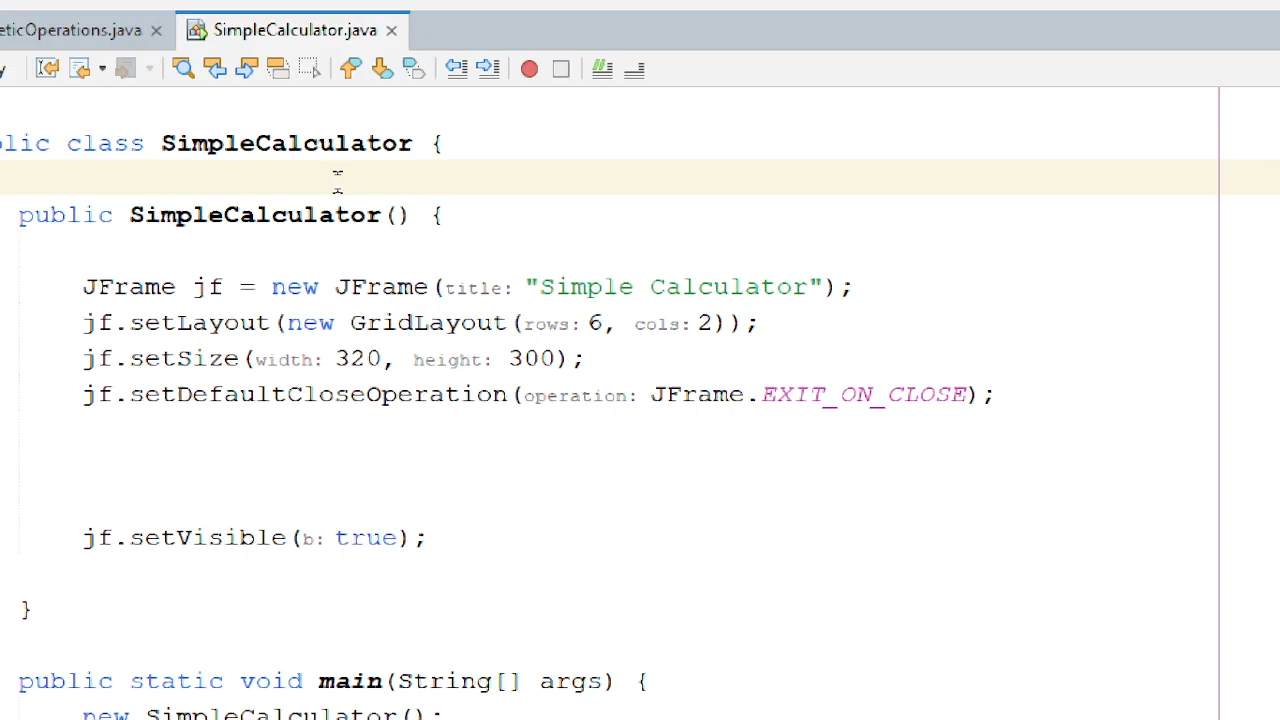 eticOperations.java
SimpleCalculator.java
lic class SimpleCalculator {
public SimpleCalculator() {
JFrame jf = new JFrame(title: "Simple Calculator");
jf.setLayout(new GridLayout(rows: 6, cols: 2));
jf.setSize(width: 320, height: 300);
jf.setDefaultCloseOperation(operation: JFrame.EXIT_ON_CLOSE);
jf.setVisible(b: true);
}
public static void main(String[] args) {
new SimpleCalculator();